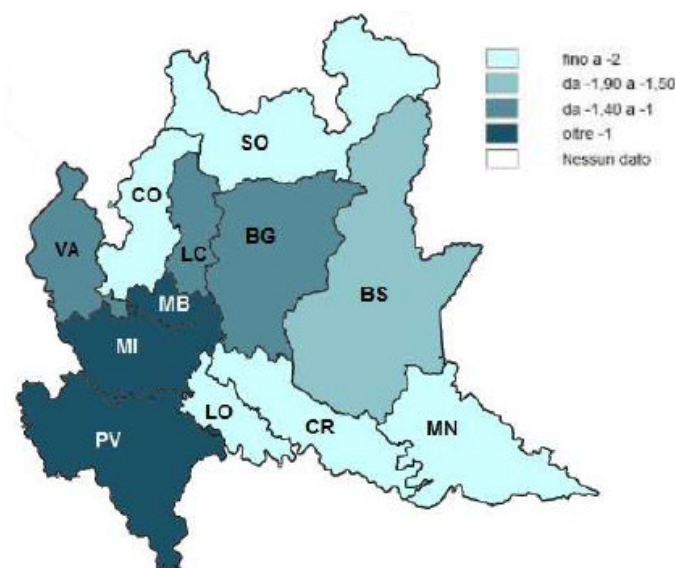 fino a -2
da -1,90 a -1,50
da -1,40 a -1
oltre -1
Nessun dato
SO
CO
VA
LC
BG
MB
BS
MI
LO
CR
MN
PV